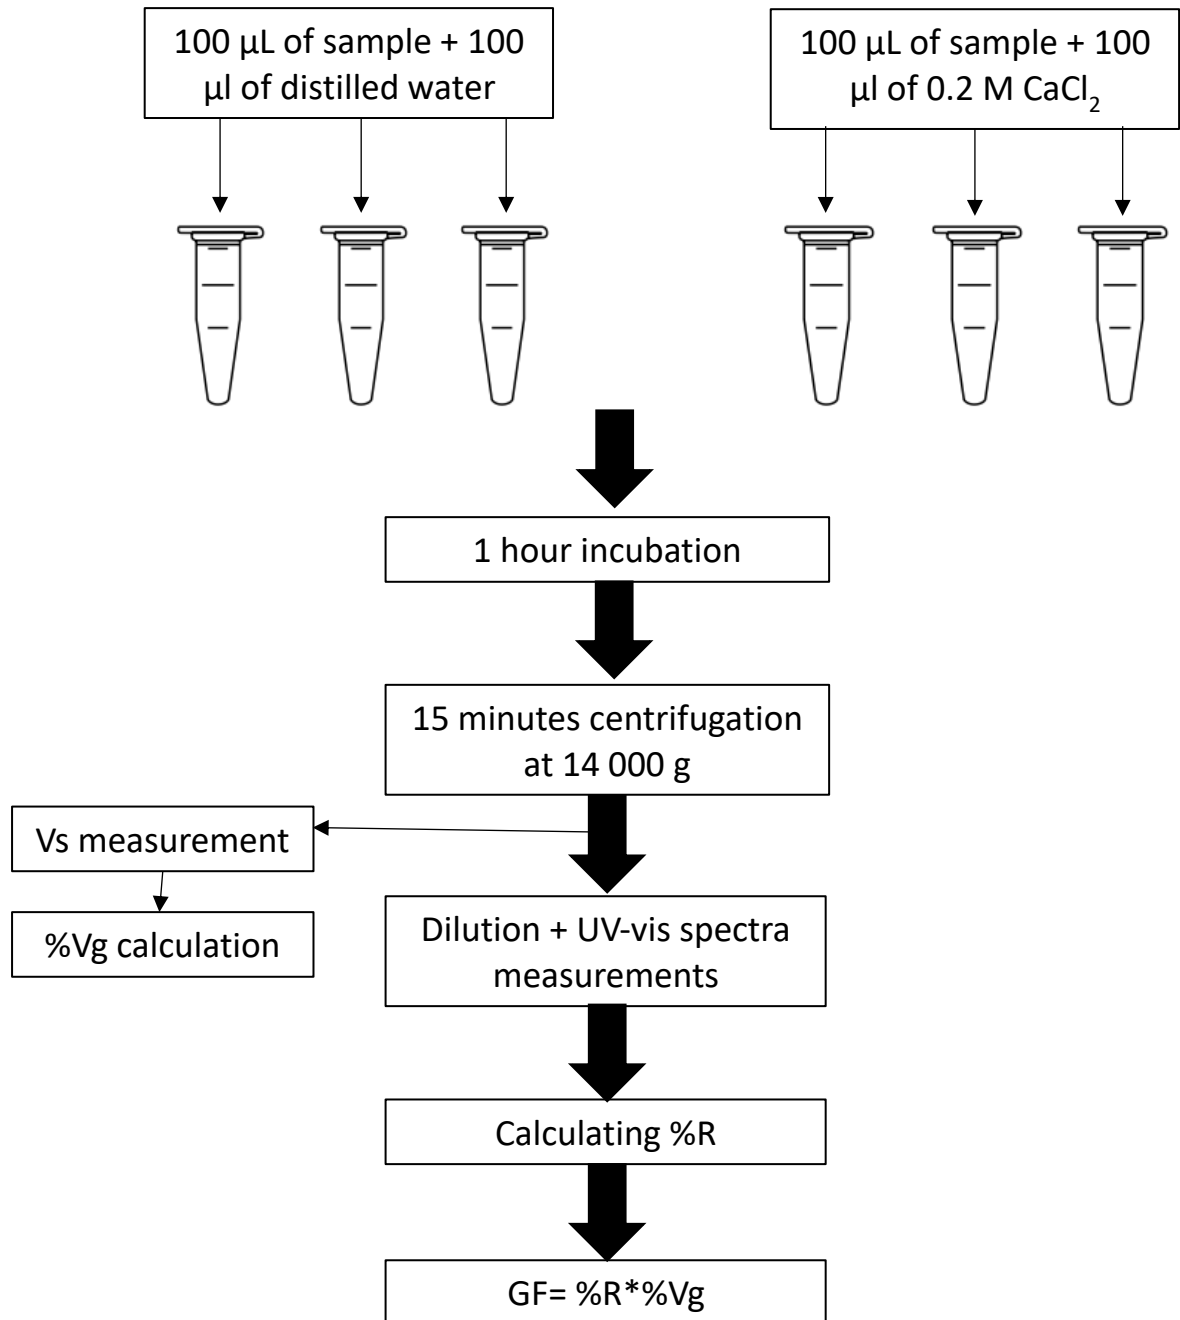 100 µL of sample + 100
µl of distilled water
100 µL of sample + 100
µl of 0.2 M CaCl₂
1 hour incubation
15 minutes centrifugation
at 14 000 g
Vs measurement
%Vg calculation
Dilution + UV-vis spectra
measurements
Calculating %R
GF= %R*%Vg